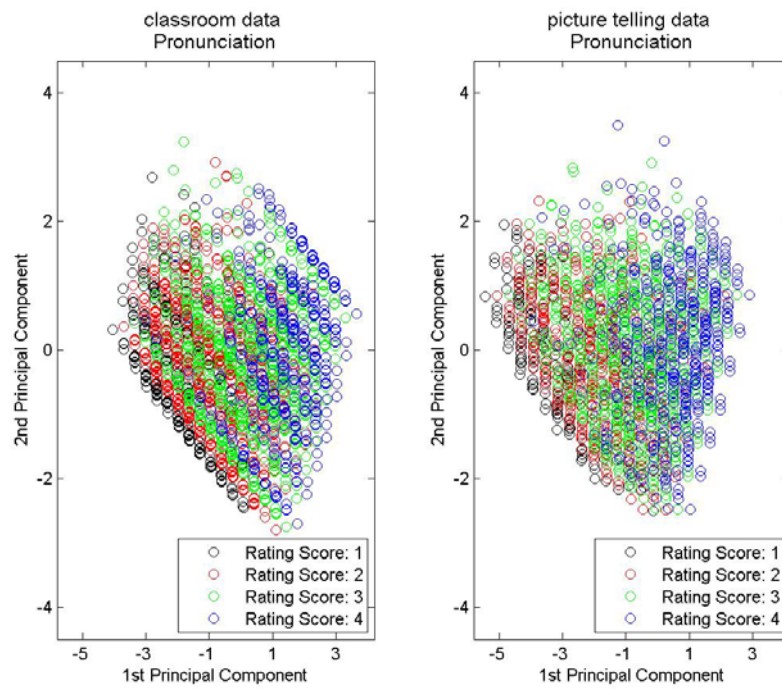 classroom data
Pronunciation
4
2
0
-2
-4
2nd Principal Component
-5
-3
-1
1
3
1st Principal Component
Rating Score: 1
Rating Score: 2
Rating Score: 3
Rating Score: 4
picture telling data
Pronunciation
4
2
0
-2
-4
2nd Principal Component
-5
-3
-1
1
3
1st Principal Component
Rating Score: 1
Rating Score: 2
Rating Score: 3
Rating Score: 4